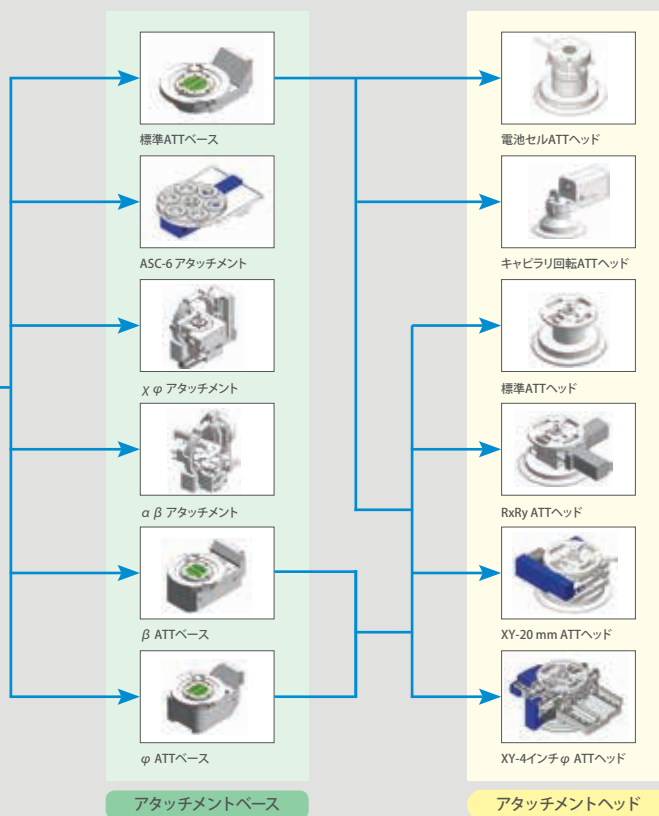 標準ATTベース
ASC-6 アタッチメント
χ φ アタッチメント
α β アタッチメント
β ATTベース
φ ATTベース
アタッチメントベース
電池セルATTヘッド
キャピラリ回転ATTヘッド
標準ATTヘッド
RxRy ATTヘッド
XY-20 mm ATTヘッド
XY-4インチφ ATTヘッド
アタッチメントヘッド